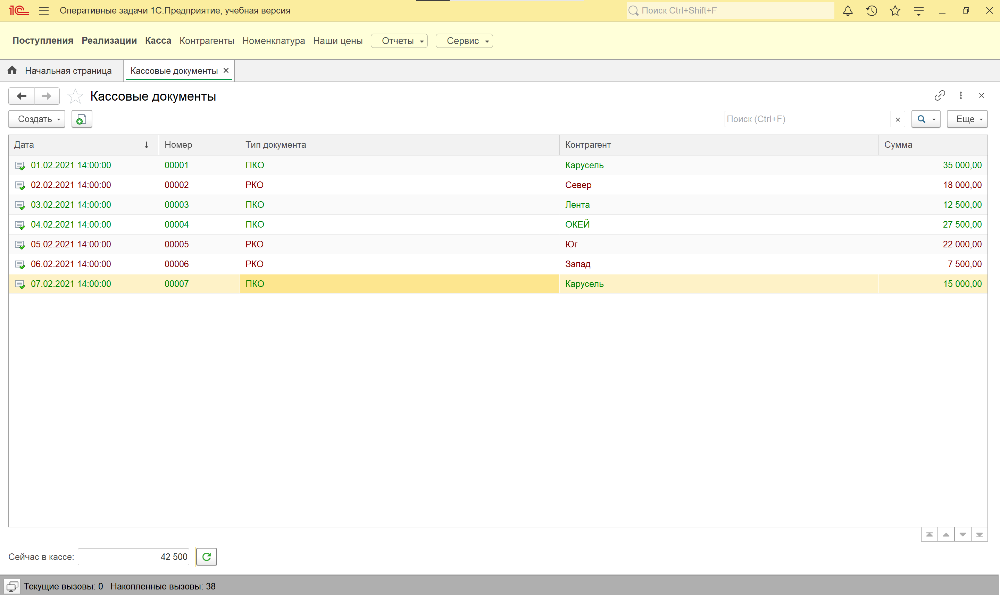 1С Оперативные задачи 1С:Предприятие, учебная версия Поиск Ctrl+Shift+F
Поступления Реализации Касса Контрагенты Номенклатура Наши цены Отчеты Сервис
Начальная страница Кассовые документы
Кассовые документы
Создать Поиск (Ctrl+F) Еще
Дата Номер Тип документа Контрагент Сумма
01.02.2021 14:00:00 00001 ПКО Карусель 35 000,00
02.02.2021 14:00:00 00002 РКО Север 18 000,00
03.02.2021 14:00:00 00003 ПКО Лента 12 500,00
04.02.2021 14:00:00 00004 ПКО ОКЕЙ 27 500,00
05.02.2021 14:00:00 00005 РКО Юг 22 000,00
06.02.2021 14:00:00 00006 РКО Запад 7 500,00
07.02.2021 14:00:00 00007 ПКО Карусель 15 000,00
Сейчас в кассе: 42 500
Текущие вызовы: 0 Накопленные вызовы: 38